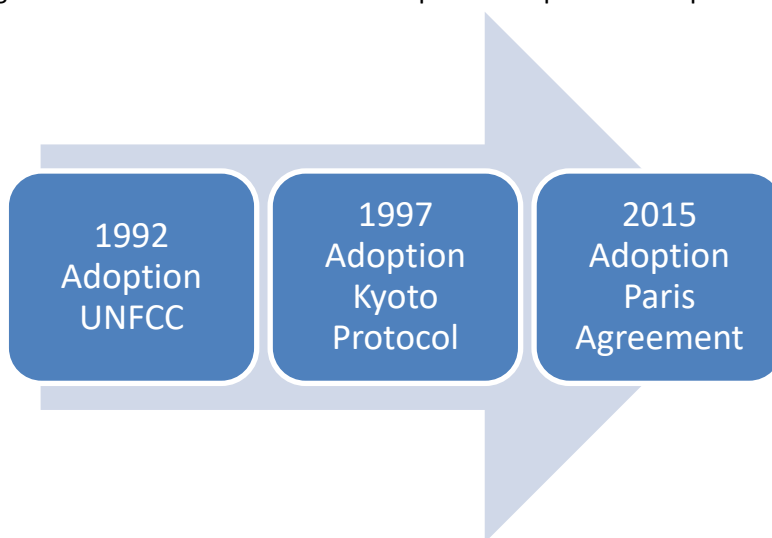 1992
Adoption
UNFCC
1997
Adoption
Kyoto
Protocol
2015
Adoption
Paris
Agreement